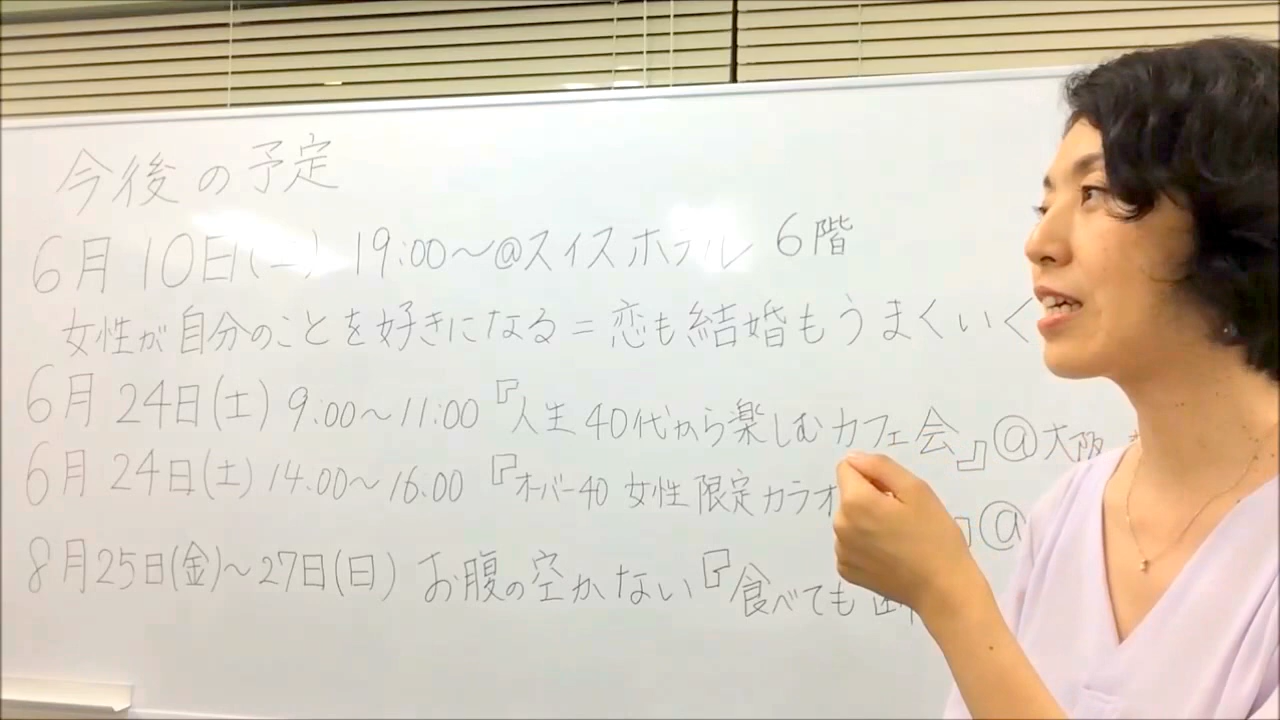 今後の予定
6月10日( ) 19:00〜@スイスホテル 6階
女性が自分のことを好きになる=恋も結婚もうまくいく
6月24日(土) 9:00〜11:00『人生40代から楽しむカフェ会』@大阪
6月24日(土) 14:00〜16:00『オーバー40 女性限定カラオ 』@
8月25日(金)〜27日(日) お腹の空かない『食べても